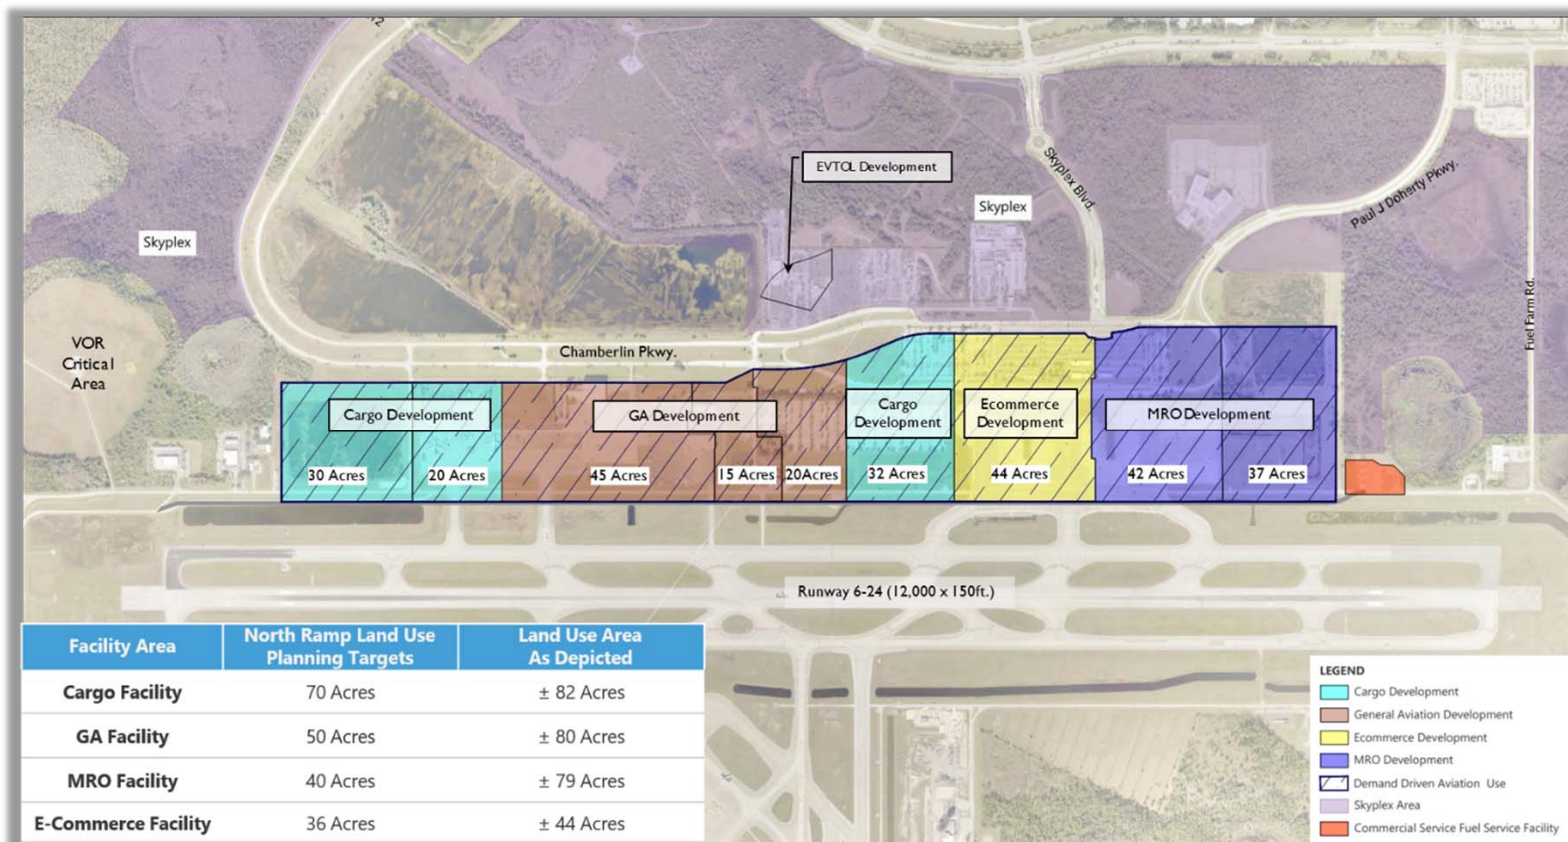 EVTOL Development
Skyplex
Skyplex
Skyplex Blvd.
Paul J Doherty Pkwy.
Fuel Farm Rd.
VOR
Critical
Area
Chamberlin Pkwy.
Cargo Development
GA Development
Cargo
Development
Ecommerce
Development
MRO Development
30 Acres
20 Acres
45 Acres
15 Acres
20Acres
32 Acres
44 Acres
42 Acres
37 Acres
Runway 6-24 (12,000 x 150ft.)
Facility Area
North Ramp Land Use
Planning Targets
Land Use Area
As Depicted
Cargo Facility 70 Acres ± 82 Acres
GA Facility 50 Acres ± 80 Acres
MRO Facility 40 Acres ± 79 Acres
E-Commerce Facility 36 Acres ± 44 Acres
LEGEND
Cargo Development
General Aviation Development
Ecommerce Development
MRO Development
Demand Driven Aviation Use
Skyplex Area
Commercial Service Fuel Service Facility